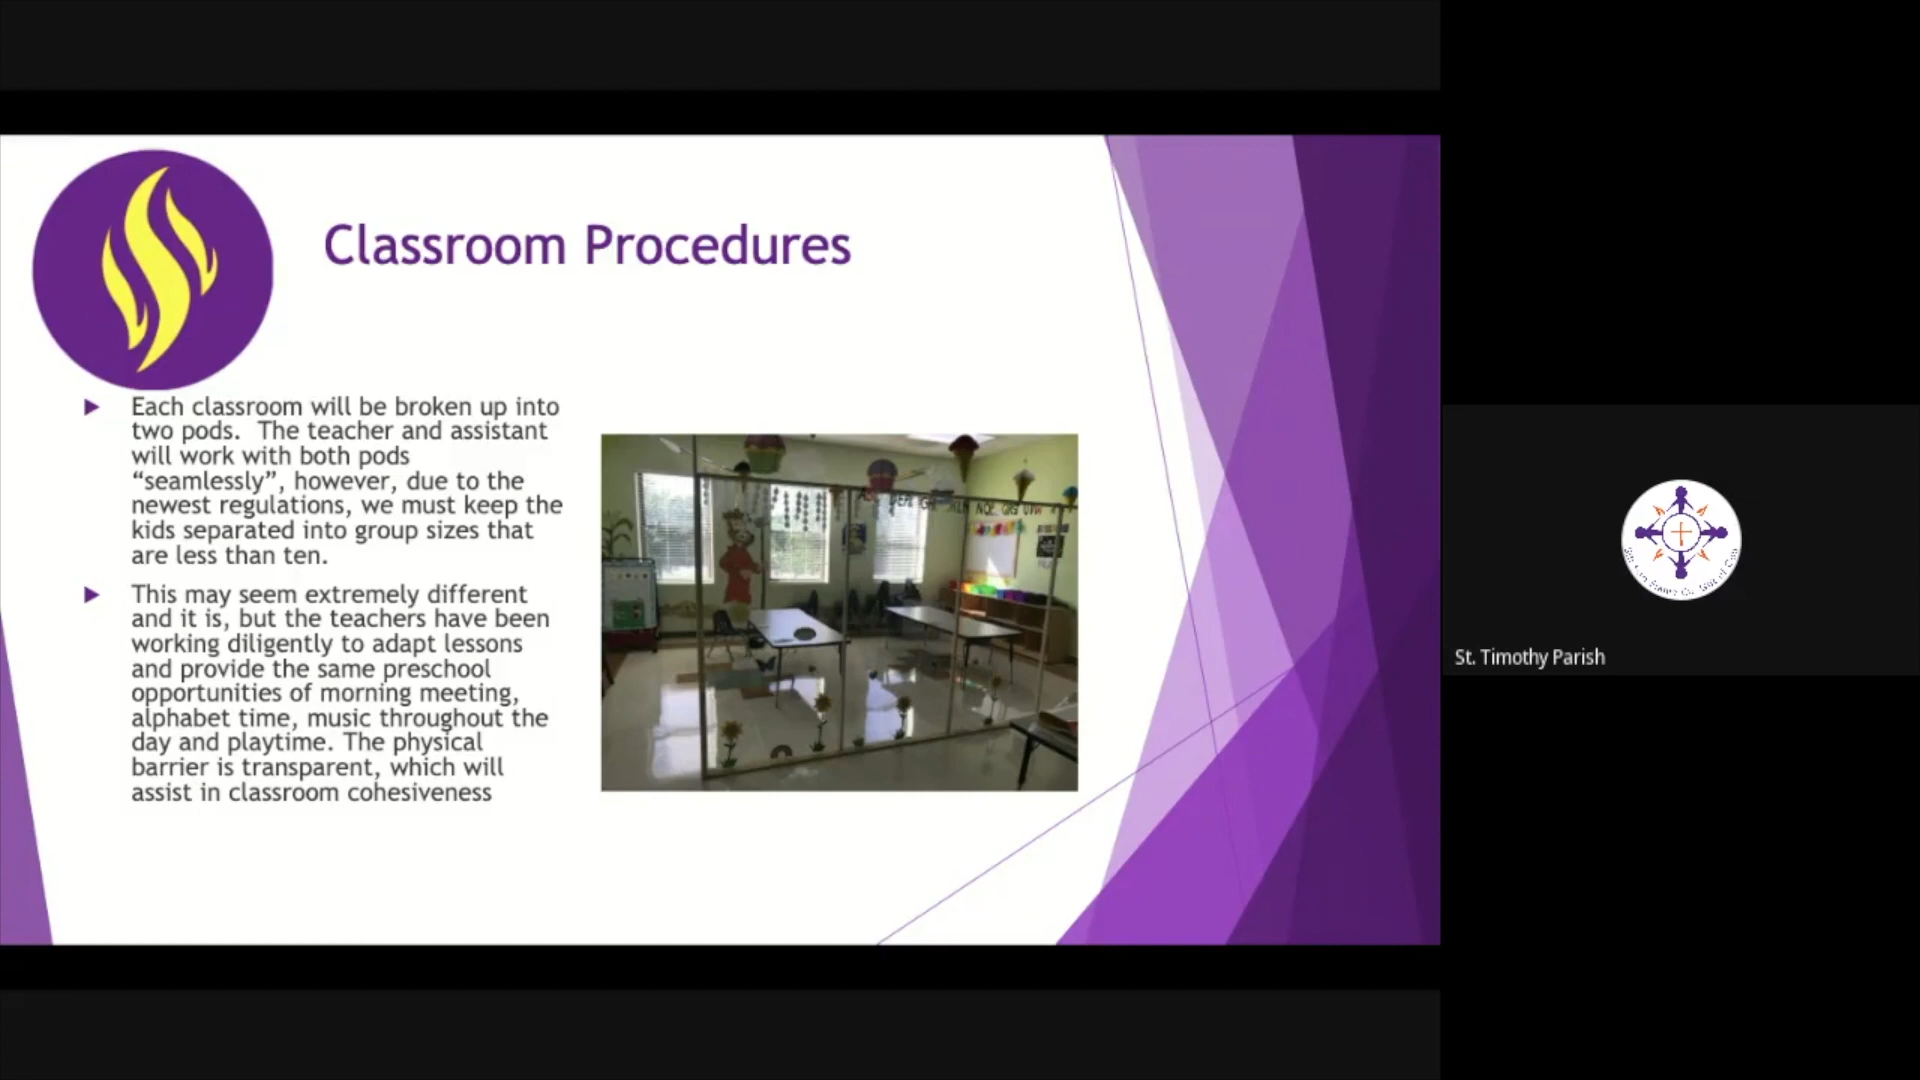 Classroom Procedures
Each classroom will be broken up into
two pods.  The teacher and assistant
will work with both pods
“seamlessly”, however, due to the
newest regulations, we must keep the
kids separated into group sizes that
are less than ten.
This may seem extremely different
and it is, but the teachers have been
working diligently to adapt lessons
and provide the same preschool
opportunities of morning meeting,
alphabet time, music throughout the
day and playtime. The physical
barrier is transparent, which will
assist in classroom cohesiveness
St. Timothy Parish